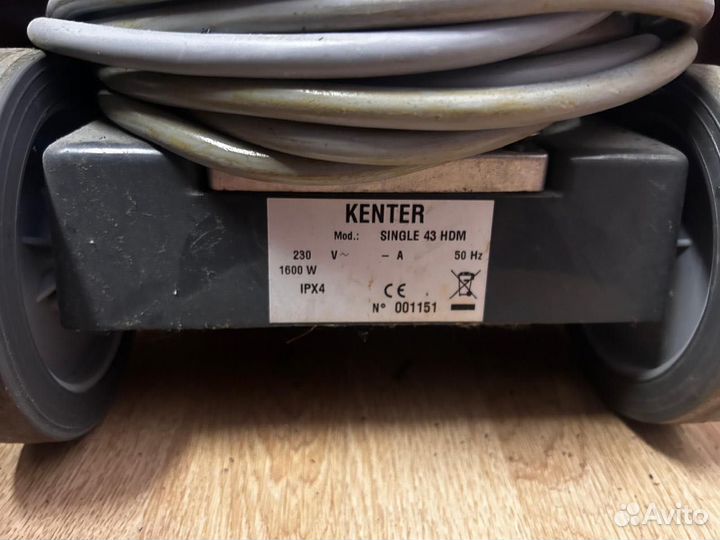 KENTER
Mod.: SINGLE 43 HDM
230 V~ – A 50 Hz
1600 W
IPX4 CE
N° 001151
Avito